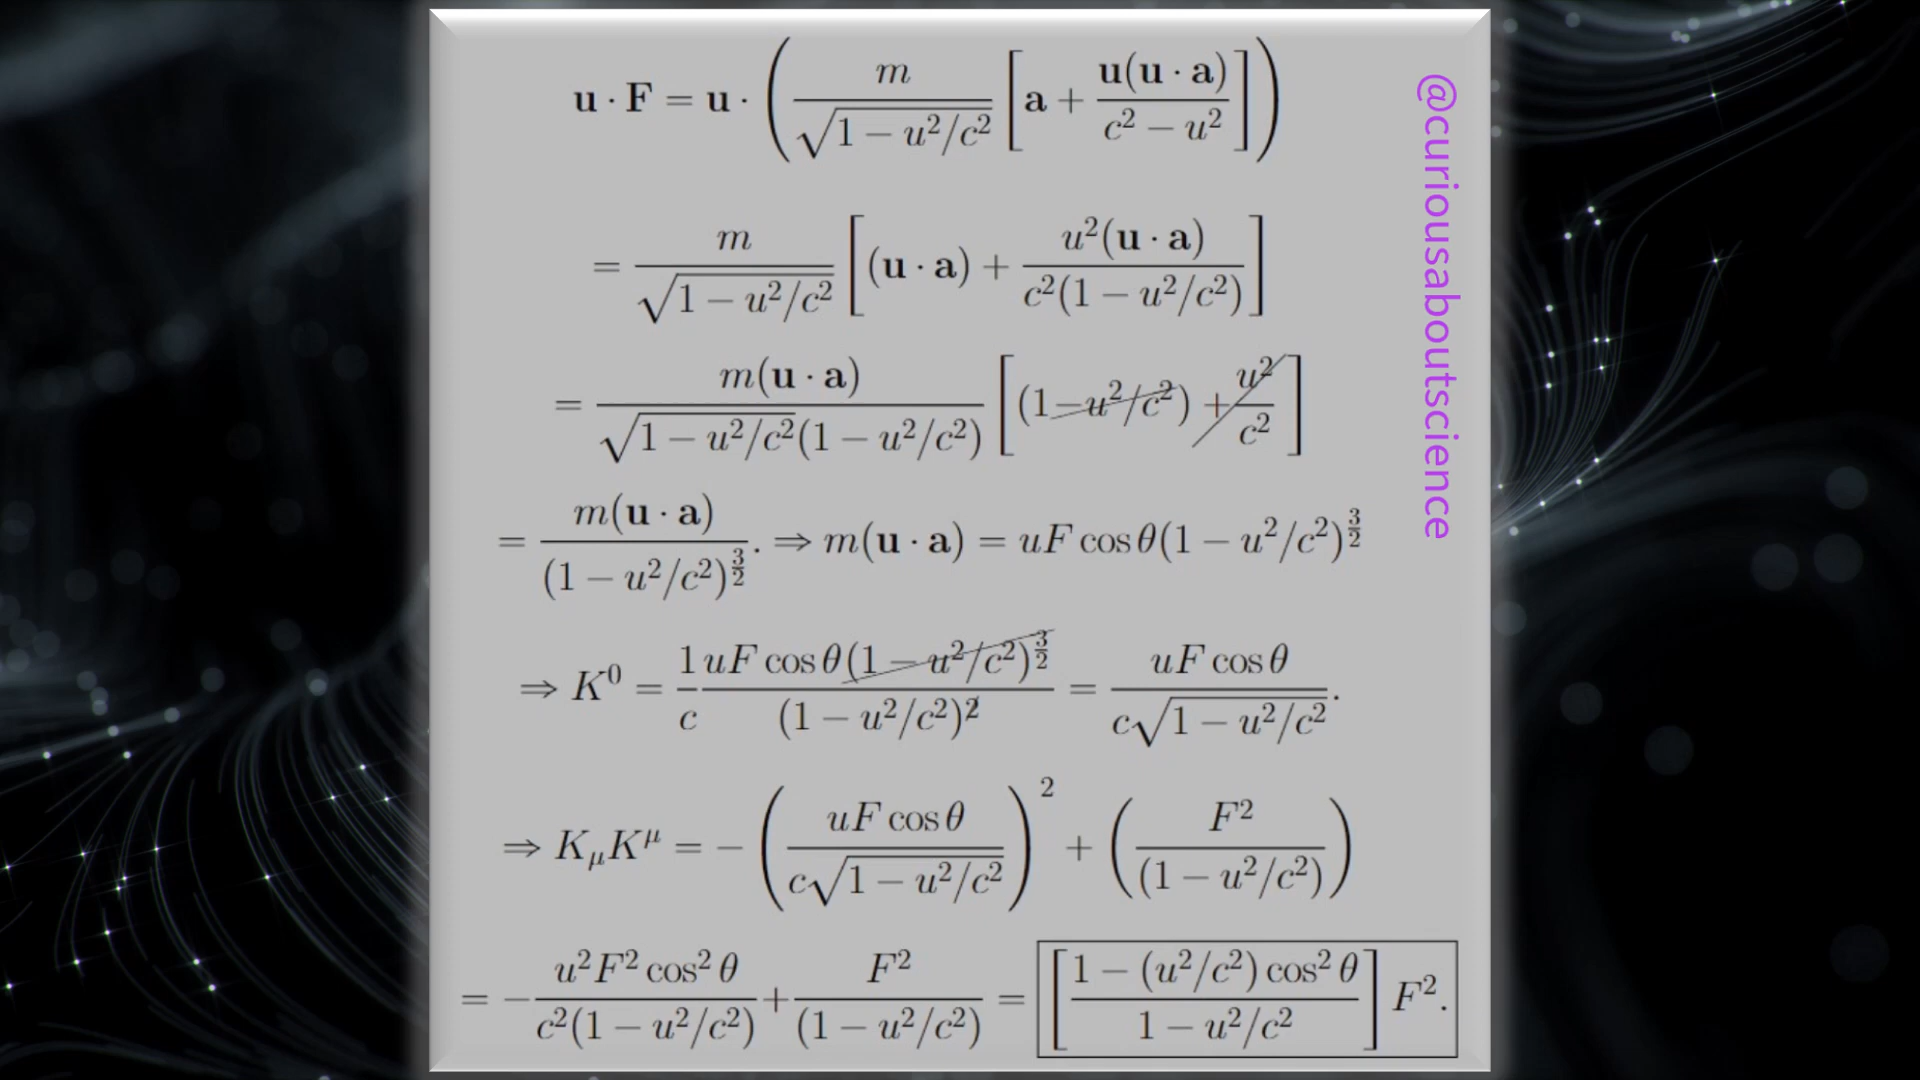 u · F = u · ( m / √(1 − u²/c²) [ a + u(u · a) / (c² − u²) ] )
= m / √(1 − u²/c²) [ (u · a) + u²(u · a) / (c²(1 − u²/c²)) ]
= m(u · a) / (√(1 − u²/c²)(1 − u²/c²)) [ (1 − u²/c²) + u²/c² ]
= m(u · a) / (1 − u²/c²)^(3/2) . ⇒ m(u · a) = uF cos θ(1 − u²/c²)^(3/2)
⇒ K⁰ = (1/c) uF cos θ(1 − u²/c²)^(3/2) / (1 − u²/c²)² = uF cos θ / (c√(1 − u²/c²)) .
⇒ K_μK^μ = − ( uF cos θ / (c√(1 − u²/c²)) )² + ( F² / (1 − u²/c²) )
= − u²F² cos² θ / (c²(1 − u²/c²)) + F² / (1 − u²/c²) = [ (1 − (u²/c²) cos² θ) / (1 − u²/c²) ] F².
@curiousaboutscience